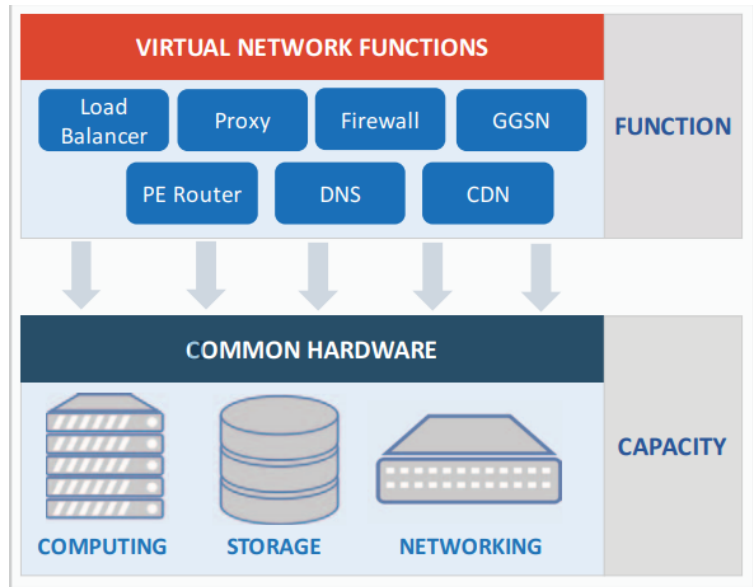 VIRTUAL NETWORK FUNCTIONS
Load
Balancer
Proxy
Firewall
GGSN
FUNCTION
PE Router
DNS
CDN
COMMON HARDWARE
CAPACITY
COMPUTING
STORAGE
NETWORKING